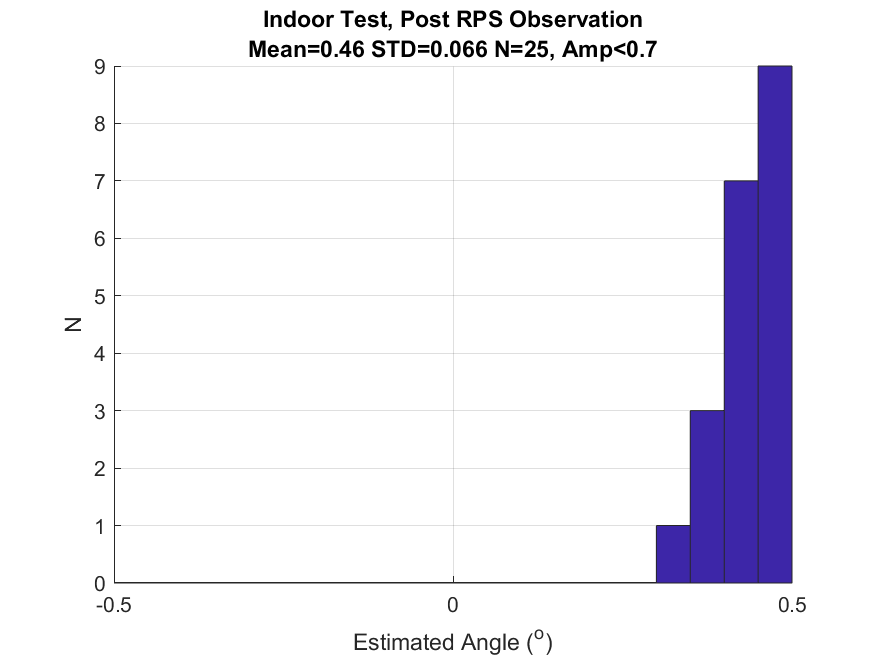 Indoor Test, Post RPS Observation
Mean=0.46 STD=0.066 N=25, Amp<0.7
9
8
7
6
5
4
3
2
1
0
N
-0.5 0 0.5
Estimated Angle (o)